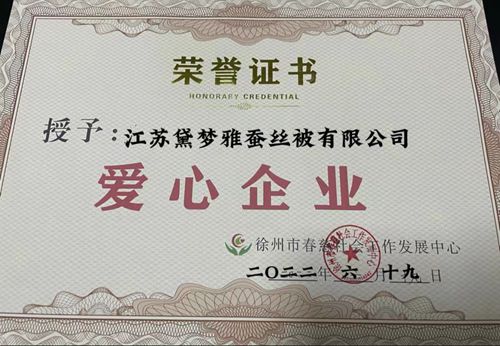 荣誉证书
HONORARY CREDENTIAL
授予:江苏黛梦雅蚕丝被有限公司
爱心企业
徐州市春 社会工作发展中心
二〇二二年六月十九日